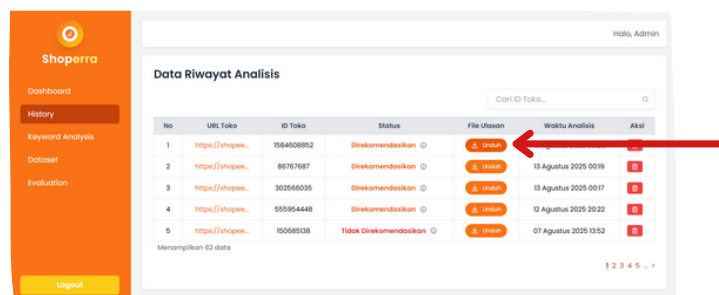 Halo, Admin
Shoperra
Dashboard
History
Keyword Analysis
Dataset
Evaluation
Logout
Data Riwayat Analisis
Cari ID Toko...
No URL Toko ID Toko Status File Ulasan Waktu Analisis Aksi
1 https://shopee... 1584608852 Direkomendasikan Unduh Agustus 2025
2 https://shopee... 86767687 Direkomendasikan Unduh 13 Agustus 2025 00:19
3 https://shopee... 302566035 Direkomendasikan Unduh 13 Agustus 2025 00:17
4 https://shopee... 555954448 Direkomendasikan Unduh 12 Agustus 2025 20:22
5 https://shopee... 150685138 Tidak Direkomendasikan Unduh 07 Agustus 2025 13:52
Menampilkan 62 data
1 2 3 4 5 ... >